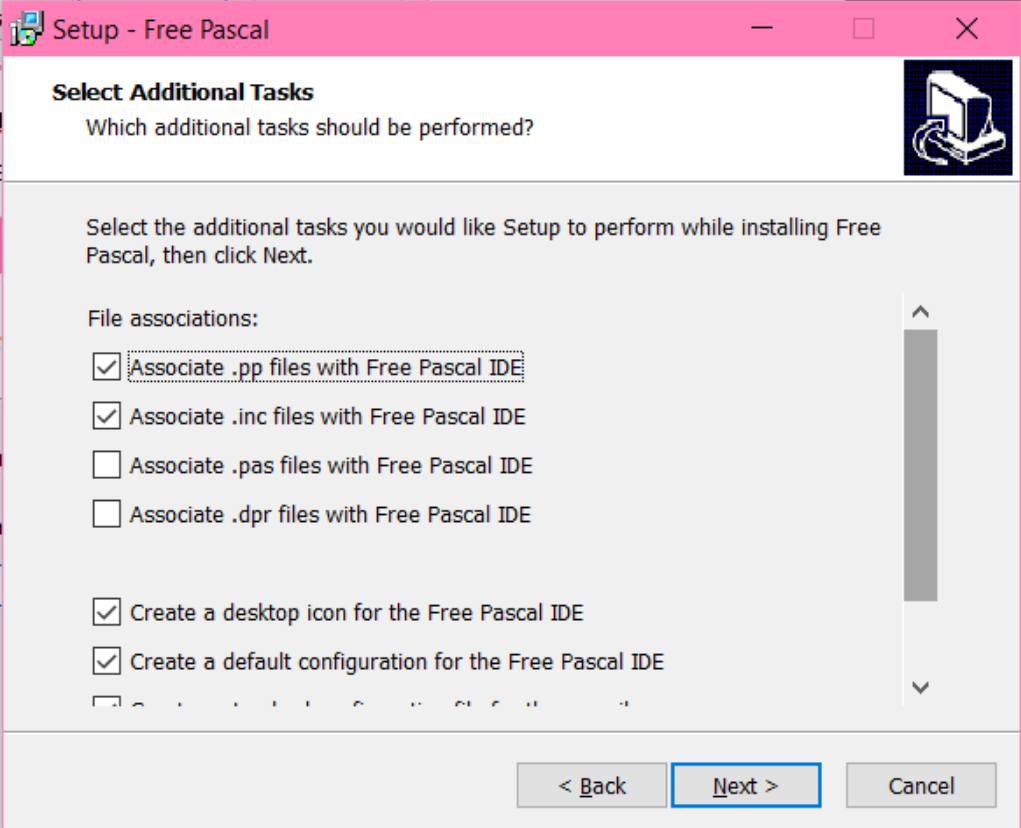 Setup - Free Pascal
Select Additional Tasks
Which additional tasks should be performed?
Select the additional tasks you would like Setup to perform while installing Free
Pascal, then click Next.
File associations:
Associate .pp files with Free Pascal IDE
Associate .inc files with Free Pascal IDE
Associate .pas files with Free Pascal IDE
Associate .dpr files with Free Pascal IDE
Create a desktop icon for the Free Pascal IDE
Create a default configuration for the Free Pascal IDE
< Back
Next >
Cancel